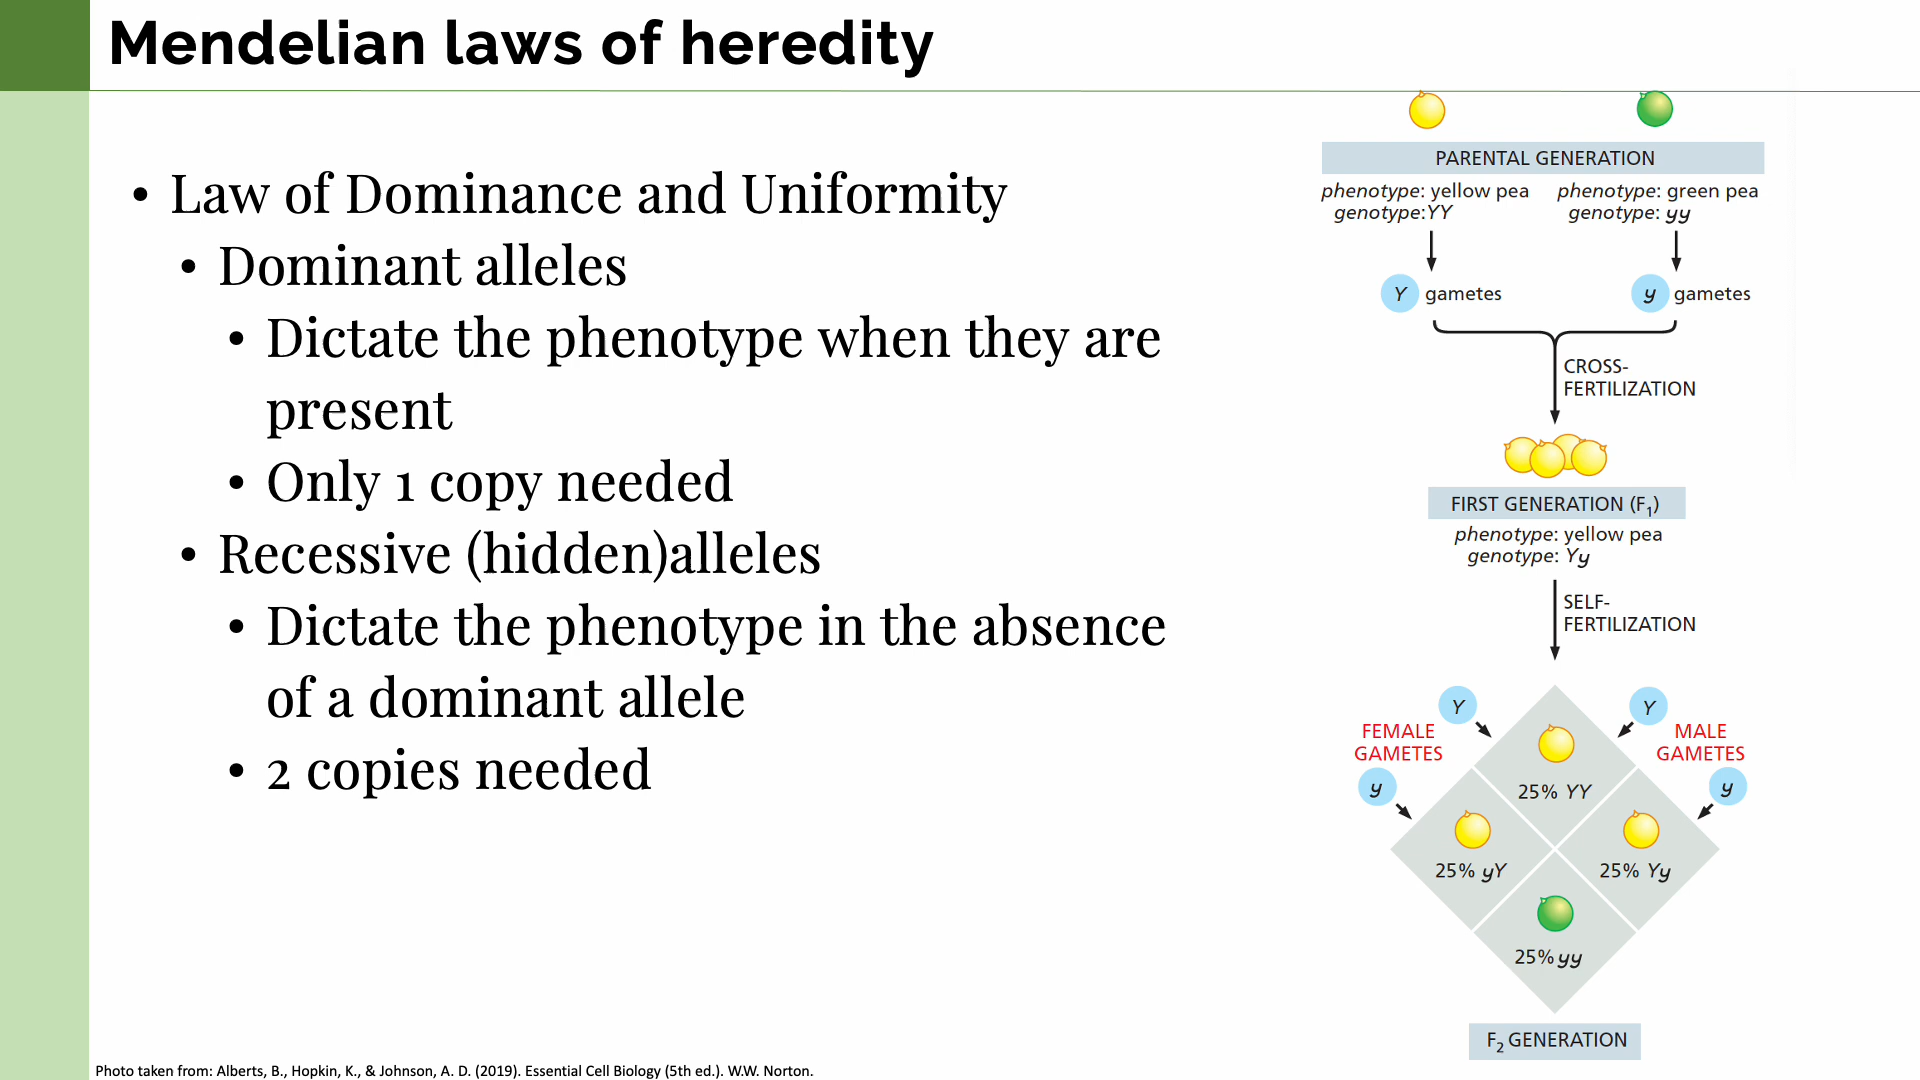 Mendelian laws of heredity
• Law of Dominance and Uniformity
• Dominant alleles
• Dictate the phenotype when they are
present
• Only 1 copy needed
• Recessive (hidden)alleles
• Dictate the phenotype in the absence
of a dominant allele
• 2 copies needed
PARENTAL GENERATION
phenotype: yellow pea phenotype: green pea
genotype:YY genotype: yy
Y gametes y gametes
CROSS-
FERTILIZATION
FIRST GENERATION (F1)
phenotype: yellow pea
genotype: Yy
SELF-
FERTILIZATION
Y Y
FEMALE MALE
GAMETES GAMETES
y 25% YY y
25% yY 25% Yy
25% yy
F2 GENERATION
Photo taken from: Alberts, B., Hopkin, K., & Johnson, A. D. (2019). Essential Cell Biology (5th ed.). W.W. Norton.